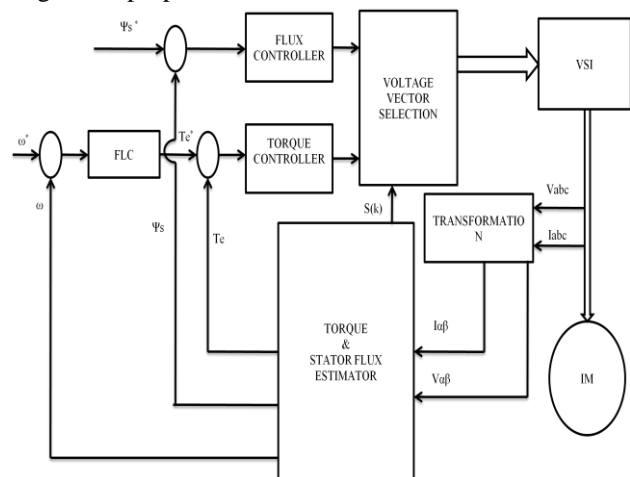 Ψs *
FLUX
CONTROLLER
VOLTAGE
VECTOR
SELECTION
VSI
ω*
FLC
Te*
TORQUE
CONTROLLER
Vabc
S(k)
TRANSFORMATIO
N
Iabc
ω
Ψs
Te
TORQUE
&
STATOR FLUX
ESTIMATOR
Iαβ
Vαβ
IM